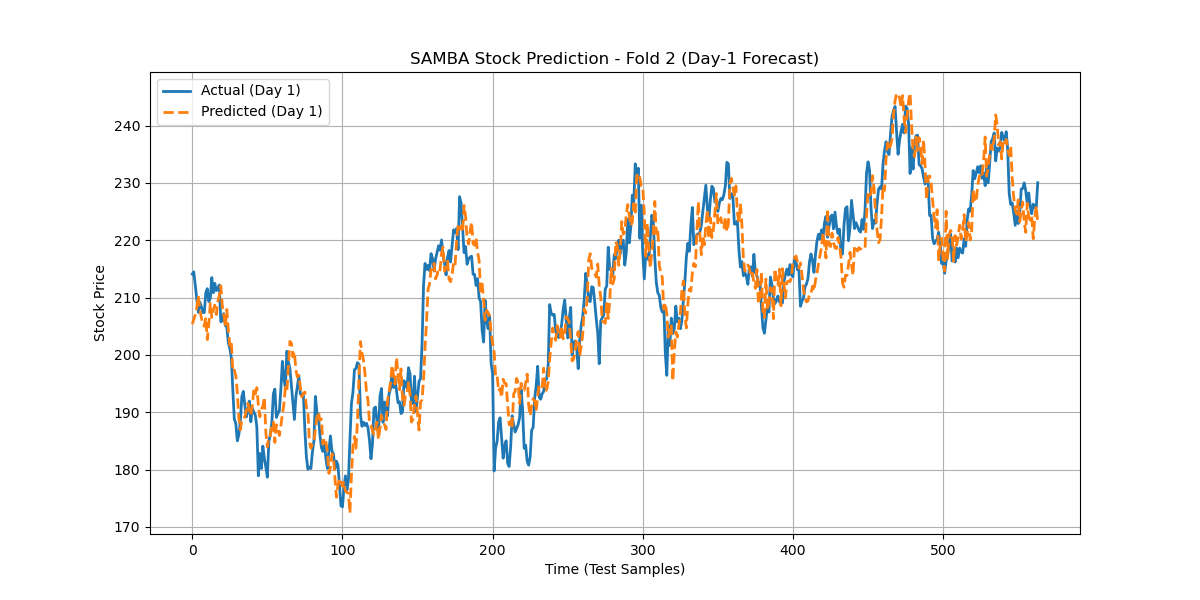 SAMBA Stock Prediction - Fold 2 (Day-1 Forecast)
Actual (Day 1)
Predicted (Day 1)
240
230
220
210
200
190
180
170
Stock Price
0 100 200 300 400 500
Time (Test Samples)